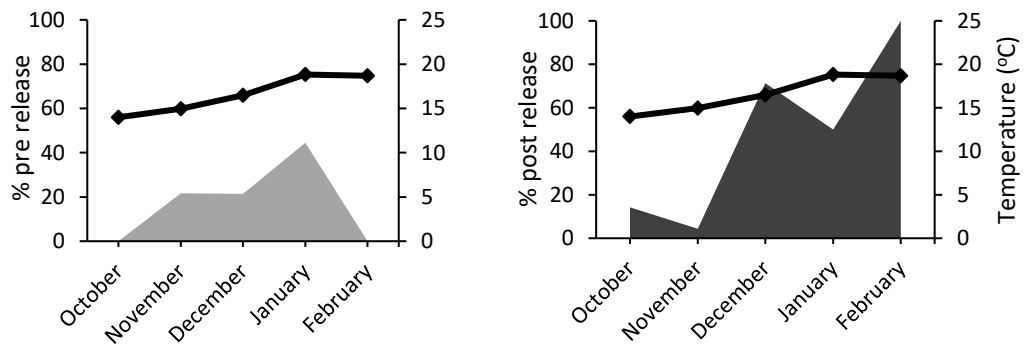 % pre release
100
80
60
40
20
0
25
20
15
10
5
0
October
November
December
January
February
% post release
100
80
60
40
20
0
25
20
15
10
5
0
Temperature (ºC)
October
November
December
January
February